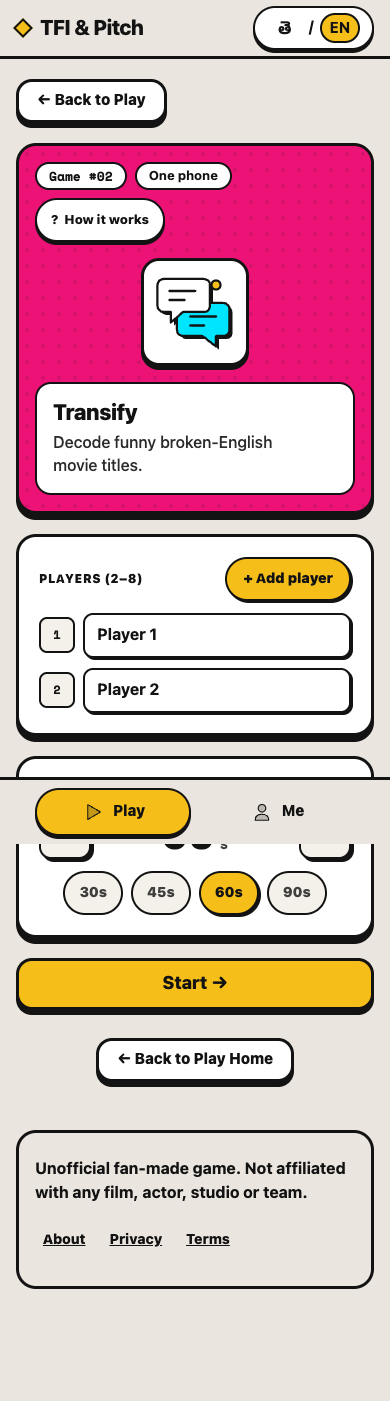 TFI & Pitch
తె / EN
← Back to Play
Game #02
One phone
? How it works
Transify
Decode funny broken-English
movie titles.
PLAYERS (2–8)
+ Add player
1
Player 1
2
Player 2
Play
Me
s
30s
45s
60s
90s
Start →
← Back to Play Home
Unofficial fan-made game. Not affiliated
with any film, actor, studio or team.
About
Privacy
Terms